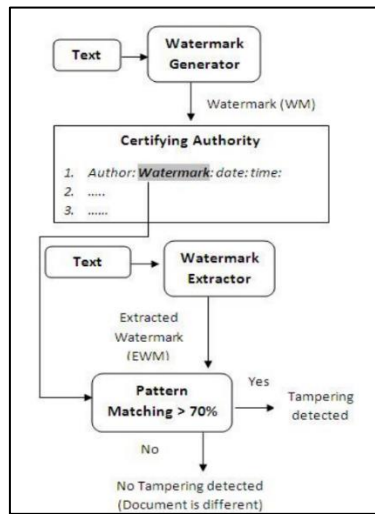 Text
Watermark
Generator
Watermark (WM)
Certifying Authority
1. Author: Watermark: date: time:
2. .....
3. ......
Text
Watermark
Extractor
Extracted
Watermark
(EWM)
Pattern
Matching > 70%
Yes
Tampering
detected
No
No Tampering detected
(Document is different)